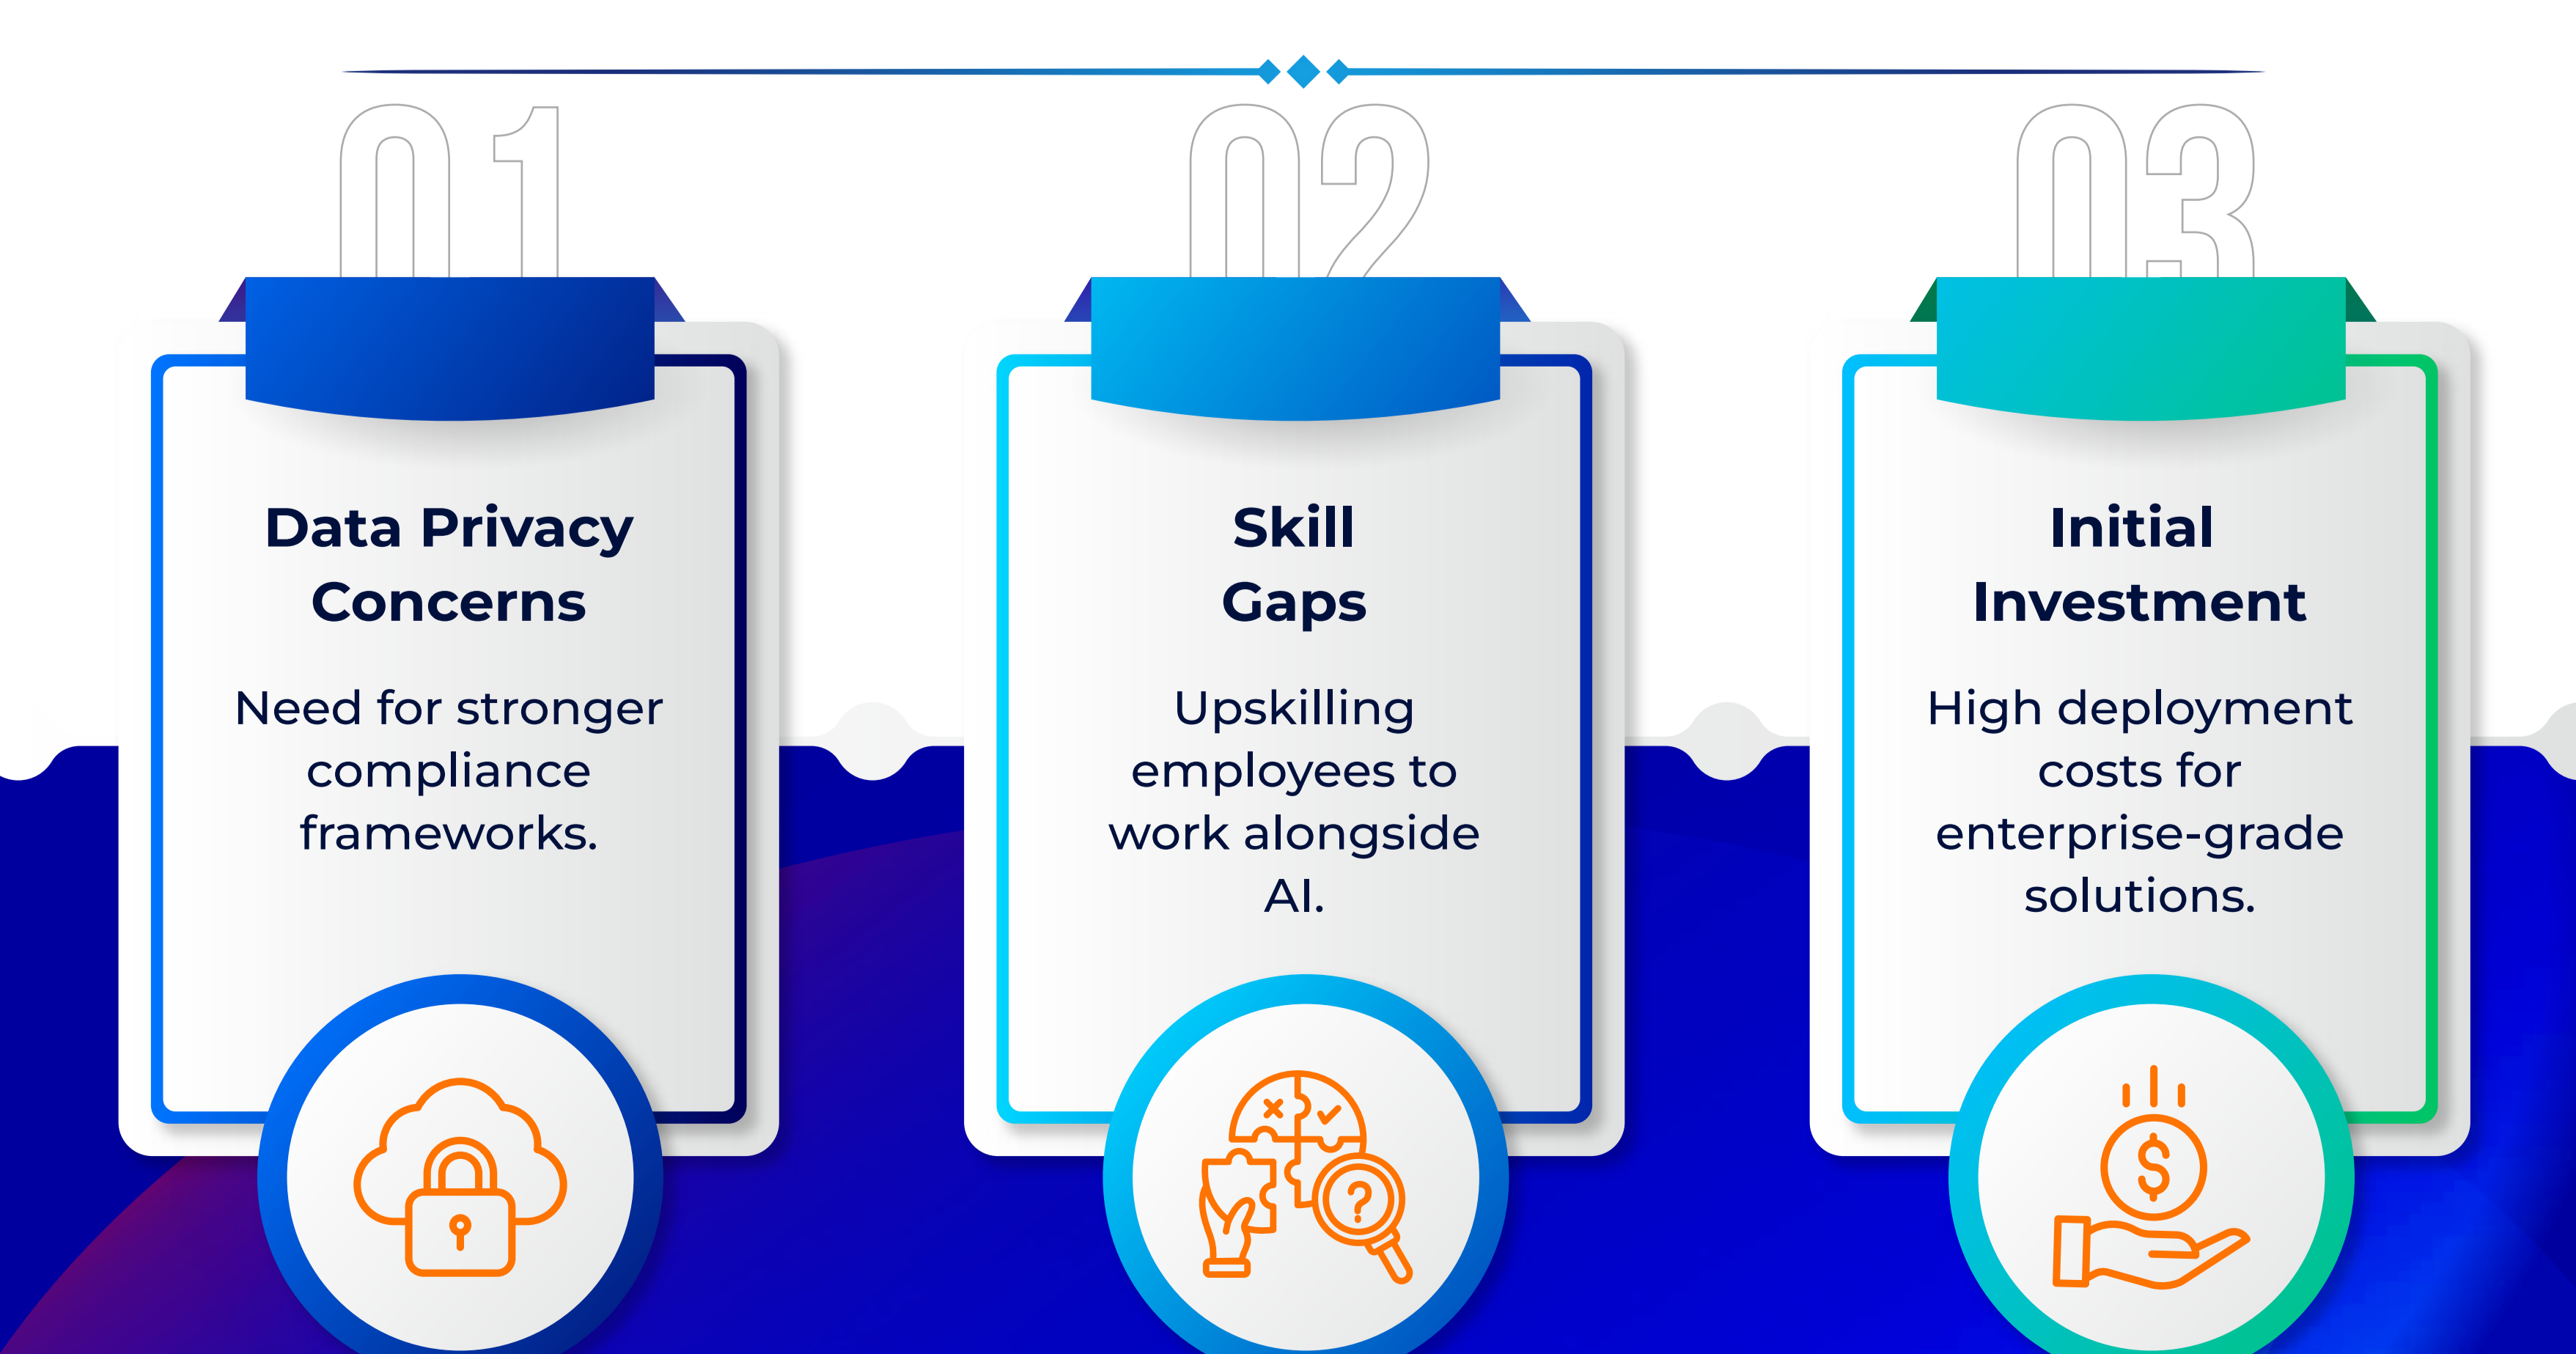 01
02
03
Data Privacy
Concerns
Need for stronger
compliance
frameworks.
Skill
Gaps
Upskilling
employees to
work alongside
AI.
Initial
Investment
High deployment
costs for
enterprise-grade
solutions.
$
?